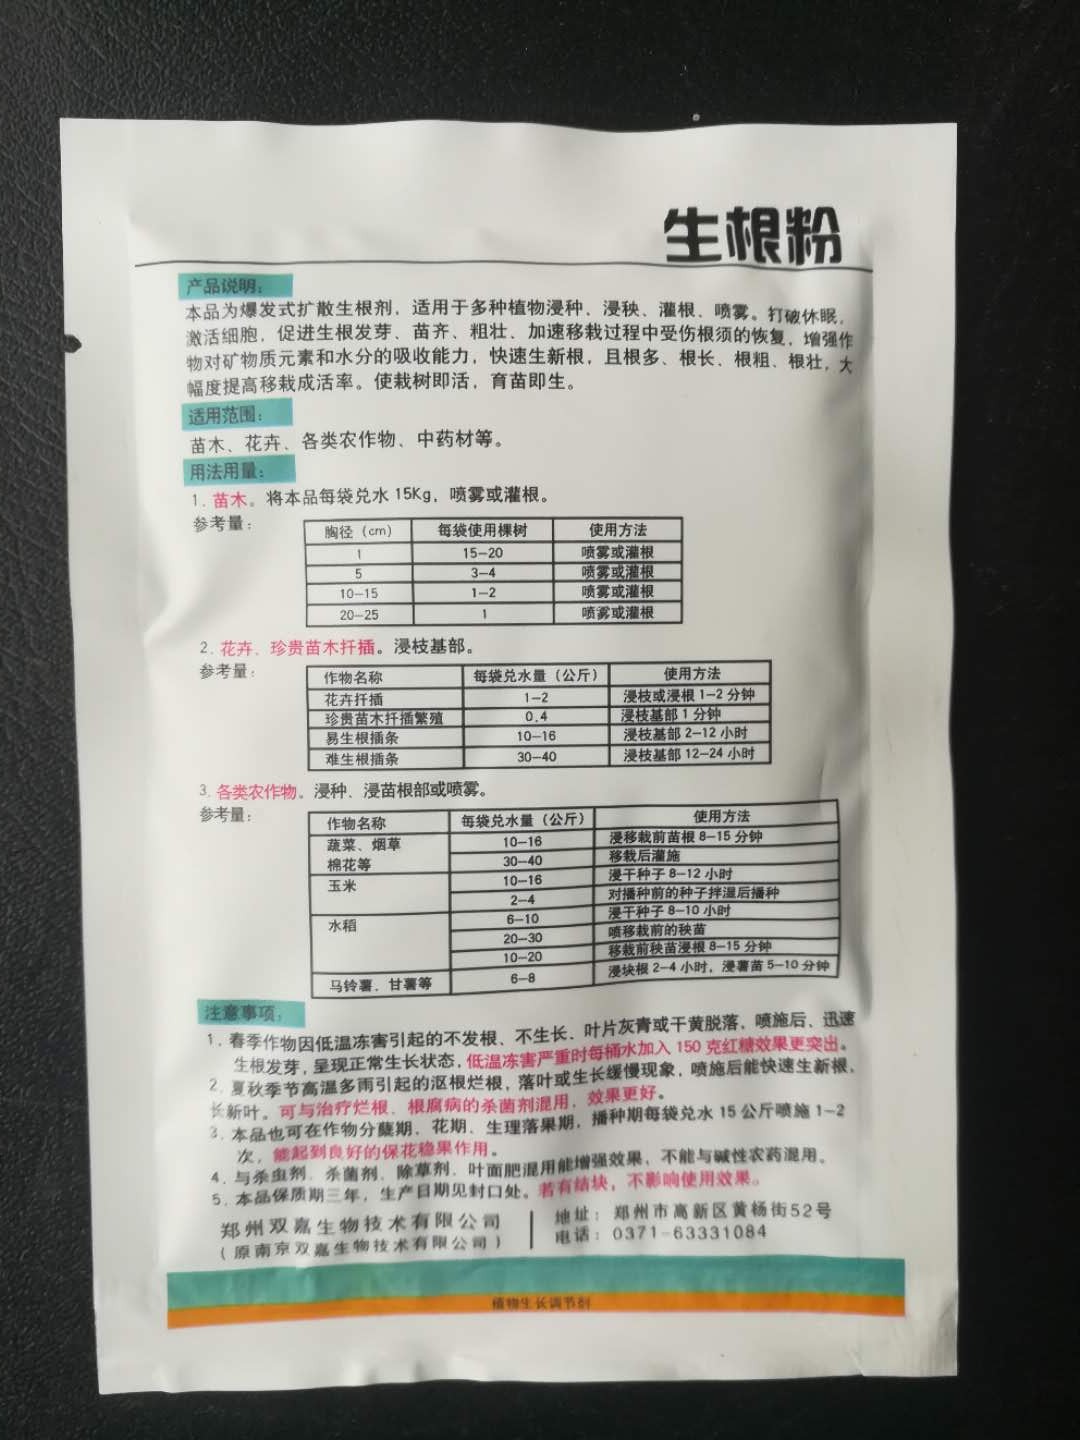 生根粉
产品说明：
本品为爆发式扩散生根剂，适用于多种植物浸种、浸秧、灌根、喷雾。打破休眠，
激活细胞，促进生根发芽、苗齐、粗壮、加速移栽过程中受伤根须的恢复，增强作
物对矿物质元素和水分的吸收能力，快速生新根，且根多、根长、根粗、根壮，大
幅度提高移栽成活率。使栽树即活，育苗即生。
适用范围：
苗木、花卉、各类农作物、中药材等。
用法用量：
1. 苗木。将本品每袋兑水 15Kg，喷雾或灌根。
参考量：
胸径（cm） 每袋使用棵树 使用方法
1 15—20 喷雾或灌根
5 3—4 喷雾或灌根
10—15 1—2 喷雾或灌根
20—25 1 喷雾或灌根
2. 花卉、珍贵苗木扦插。浸枝基部。
参考量：
作物名称 每袋兑水量（公斤） 使用方法
花卉扦插 1—2 浸枝或浸根 1—2 分钟
珍贵苗木扦插繁殖 0.4 浸枝基部 1 分钟
易生根插条 10—16 浸枝基部 2—12 小时
难生根插条 30—40 浸枝基部 12—24 小时
3. 各类农作物。浸种、浸苗根部或喷雾。
参考量：
作物名称 每袋兑水量（公斤） 使用方法
蔬菜、烟草 10—16 浸移栽前苗根 8—15 分钟
棉花等 30—40 移栽后灌施
玉米 10—16 浸干种子 8—12 小时
2—4 对播种前的种子拌湿后播种
水稻 6—10 浸干种子 8—10 小时
20—30 喷移栽前的秧苗
10—20 移栽前秧苗浸根 8—15 分钟
马铃薯、甘薯等 6—8 浸块根 2—4 小时，浸薯苗 5—10 分钟
注意事项：
1. 春季作物因低温冻害引起的不发根、不生长、叶片灰青或干黄脱落，喷施后、迅速
生根发芽，呈现正常生长状态，低温冻害严重时每桶水加入 150 克红糖效果更突出。
2. 夏秋季节高温多雨引起的沤根烂根，落叶或生长缓慢现象，喷施后能快速生新根，
长新叶。可与治疗烂根、根腐病的杀菌剂混用，效果更好。
3. 本品也可在作物分蘖期、花期、生理落果期，播种期每袋兑水 15 公斤喷施 1—2
次，能起到良好的保花稳果作用。
4. 与杀虫剂、杀菌剂、除草剂、叶面肥混用能增强效果，不能与碱性农药混用。
5. 本品保质期三年，生产日期见封口处。若有结块，不影响使用效果。
郑州双嘉生物技术有限公司
（原南京双嘉生物技术有限公司）
地址：郑州市高新区黄杨街52号
电话：0371-63331084
植物生长调节剂